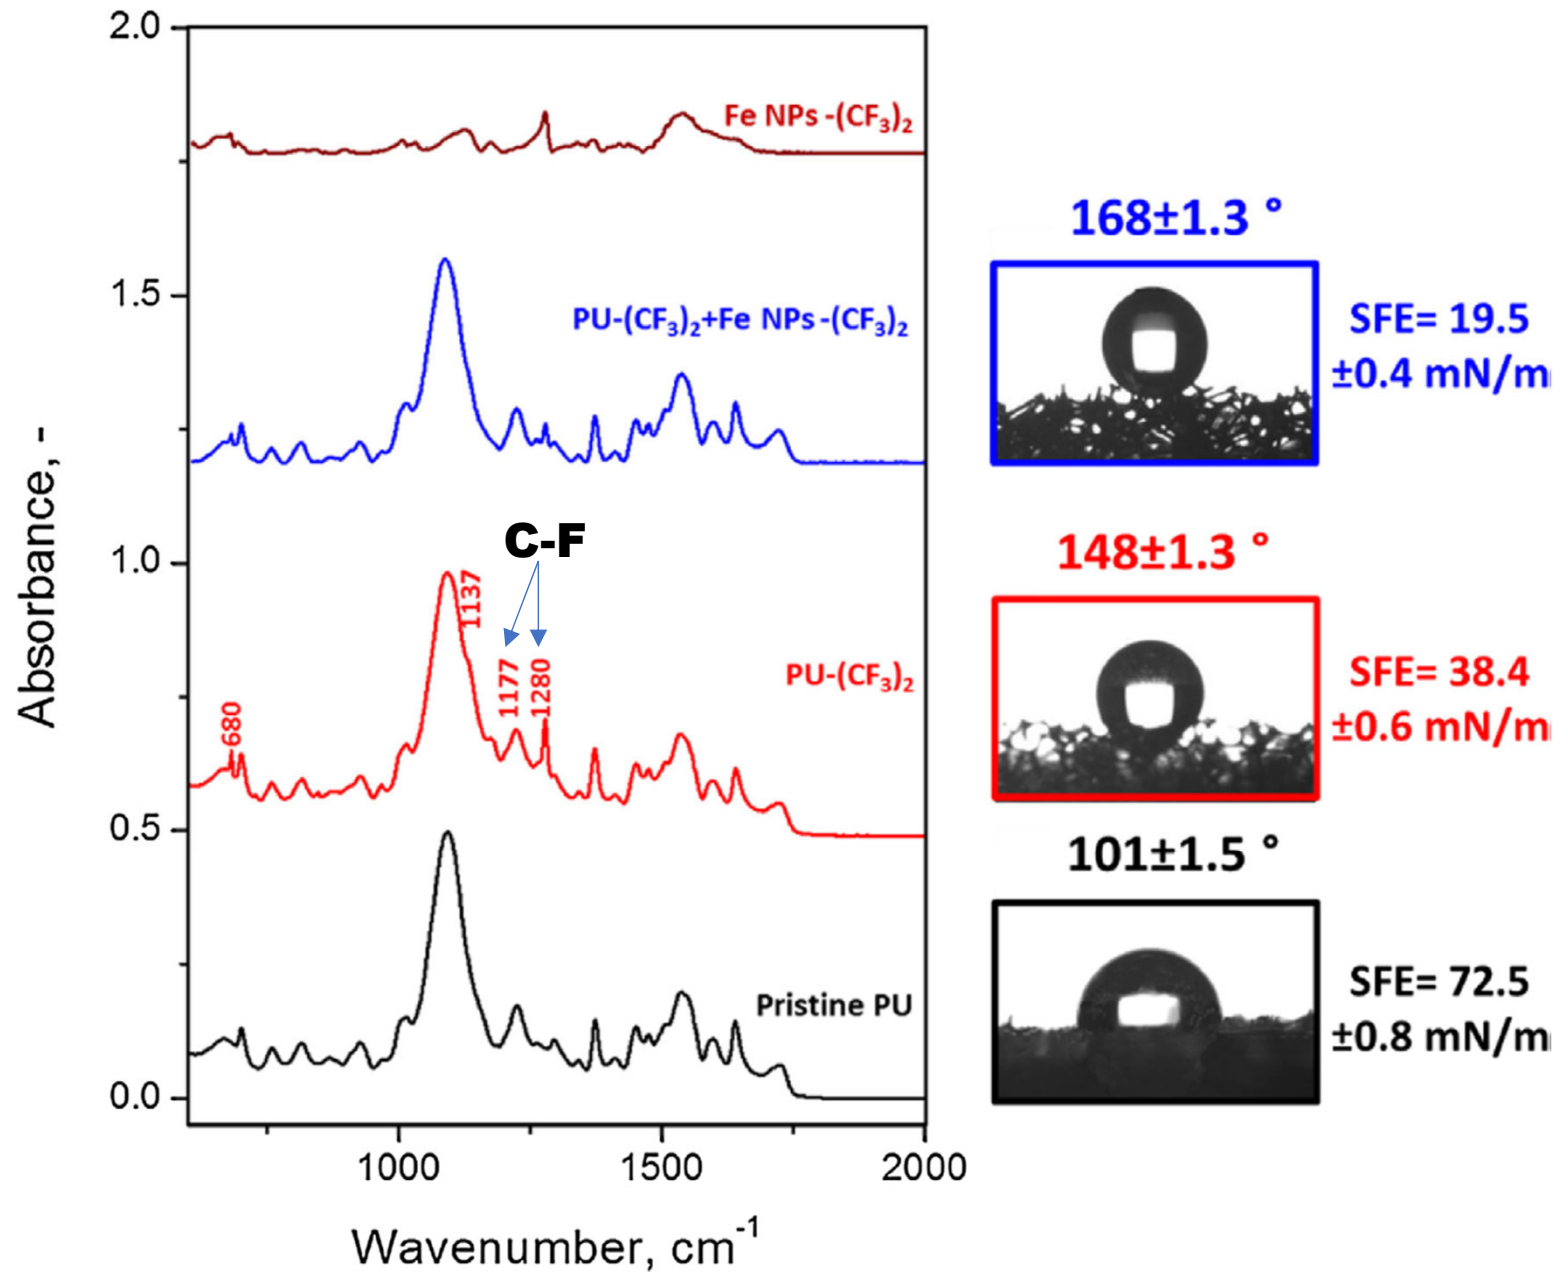 2.0
1.5
1.0
0.5
0.0
Absorbance, -
Fe NPs -(CF₃)₂
PU-(CF₃)₂+Fe NPs -(CF₃)₂
C-F
1137
1177
1280
680
PU-(CF₃)₂
Pristine PU
1000 1500 2000
Wavenumber, cm⁻¹
168±1.3 °
SFE= 19.5
±0.4 mN/m
148±1.3 °
SFE= 38.4
±0.6 mN/m
101±1.5 °
SFE= 72.5
±0.8 mN/m